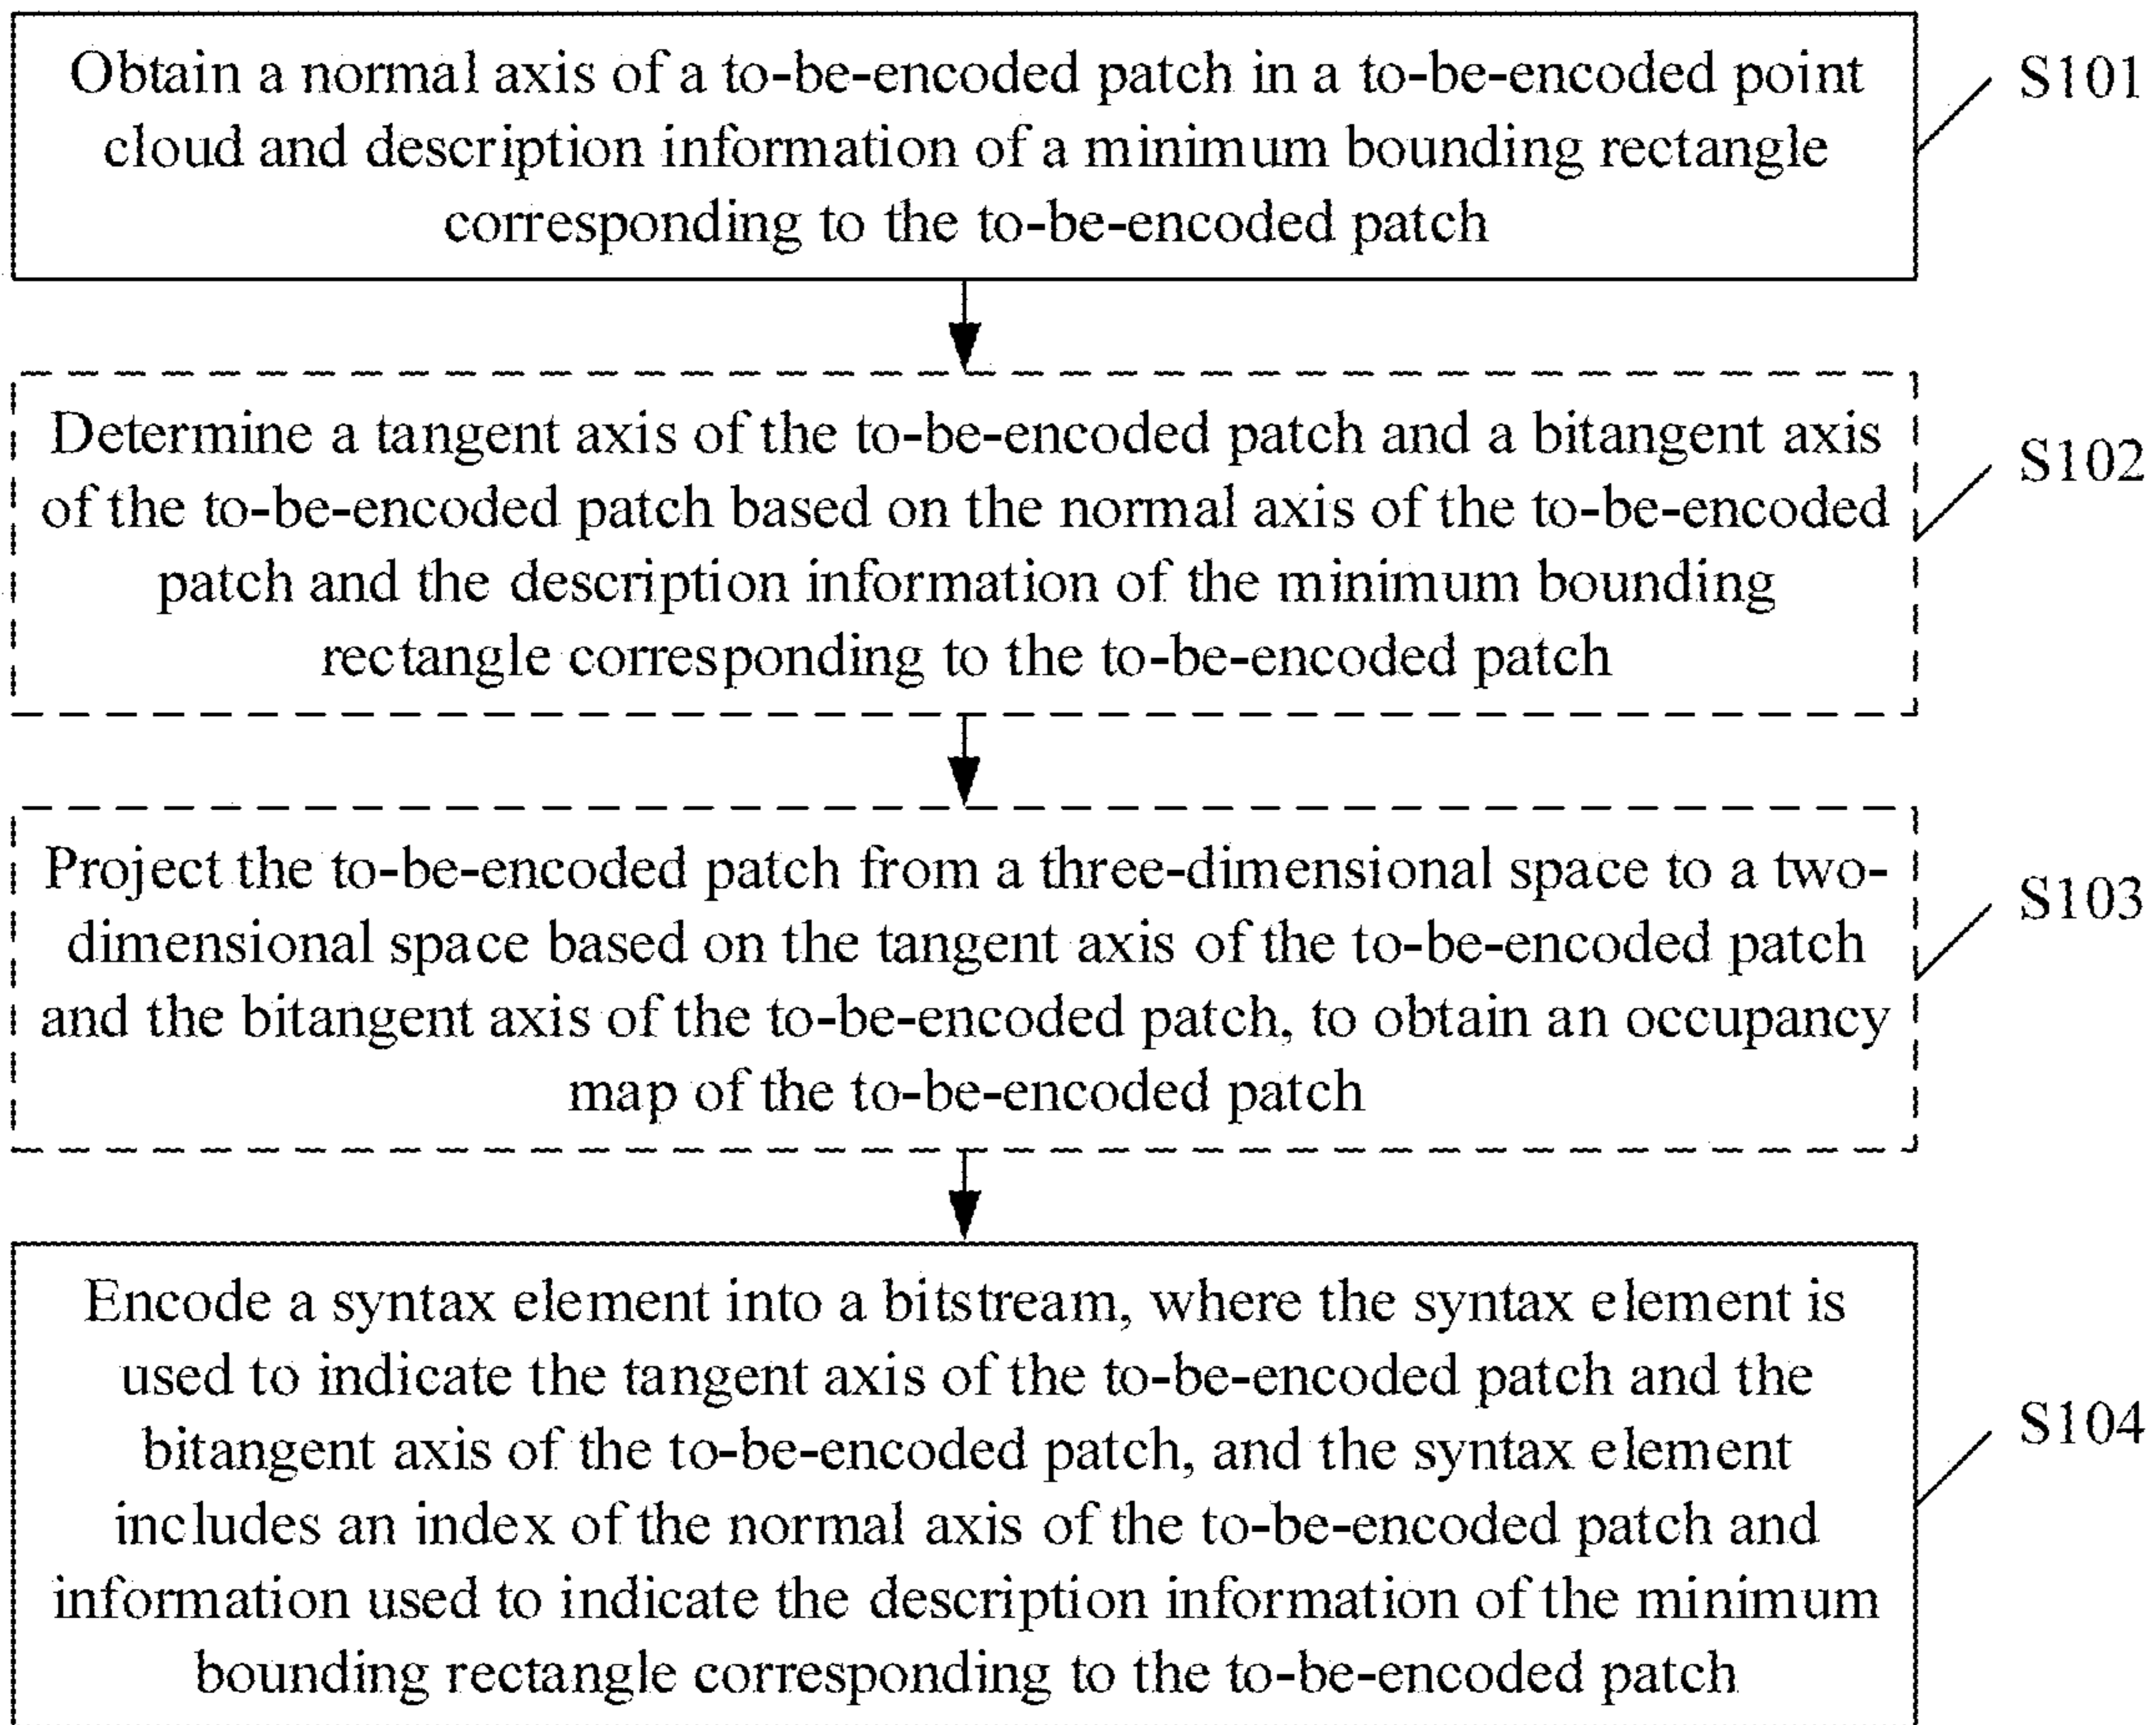 Obtain a normal axis of a to-be-encoded patch in a to-be-encoded point
cloud and description information of a minimum bounding rectangle
corresponding to the to-be-encoded patch
S101
Determine a tangent axis of the to-be-encoded patch and a bitangent axis
of the to-be-encoded patch based on the normal axis of the to-be-encoded
patch and the description information of the minimum bounding
rectangle corresponding to the to-be-encoded patch
S102
Project the to-be-encoded patch from a three-dimensional space to a two-
dimensional space based on the tangent axis of the to-be-encoded patch
and the bitangent axis of the to-be-encoded patch, to obtain an occupancy
map of the to-be-encoded patch
S103
Encode a syntax element into a bitstream, where the syntax element is
used to indicate the tangent axis of the to-be-encoded patch and the
bitangent axis of the to-be-encoded patch, and the syntax element
includes an index of the normal axis of the to-be-encoded patch and
information used to indicate the description information of the minimum
bounding rectangle corresponding to the to-be-encoded patch
S104